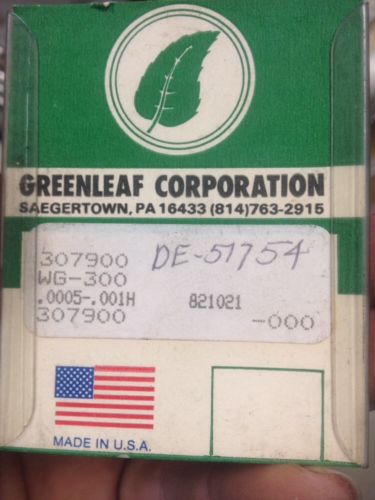 GREENLEAF CORPORATION
SAEGERTOWN, PA 16433 (814)763-2915
307900 DE-51754
WG-300
.0005-.001H 821021
307900 -000
MADE IN U.S.A.